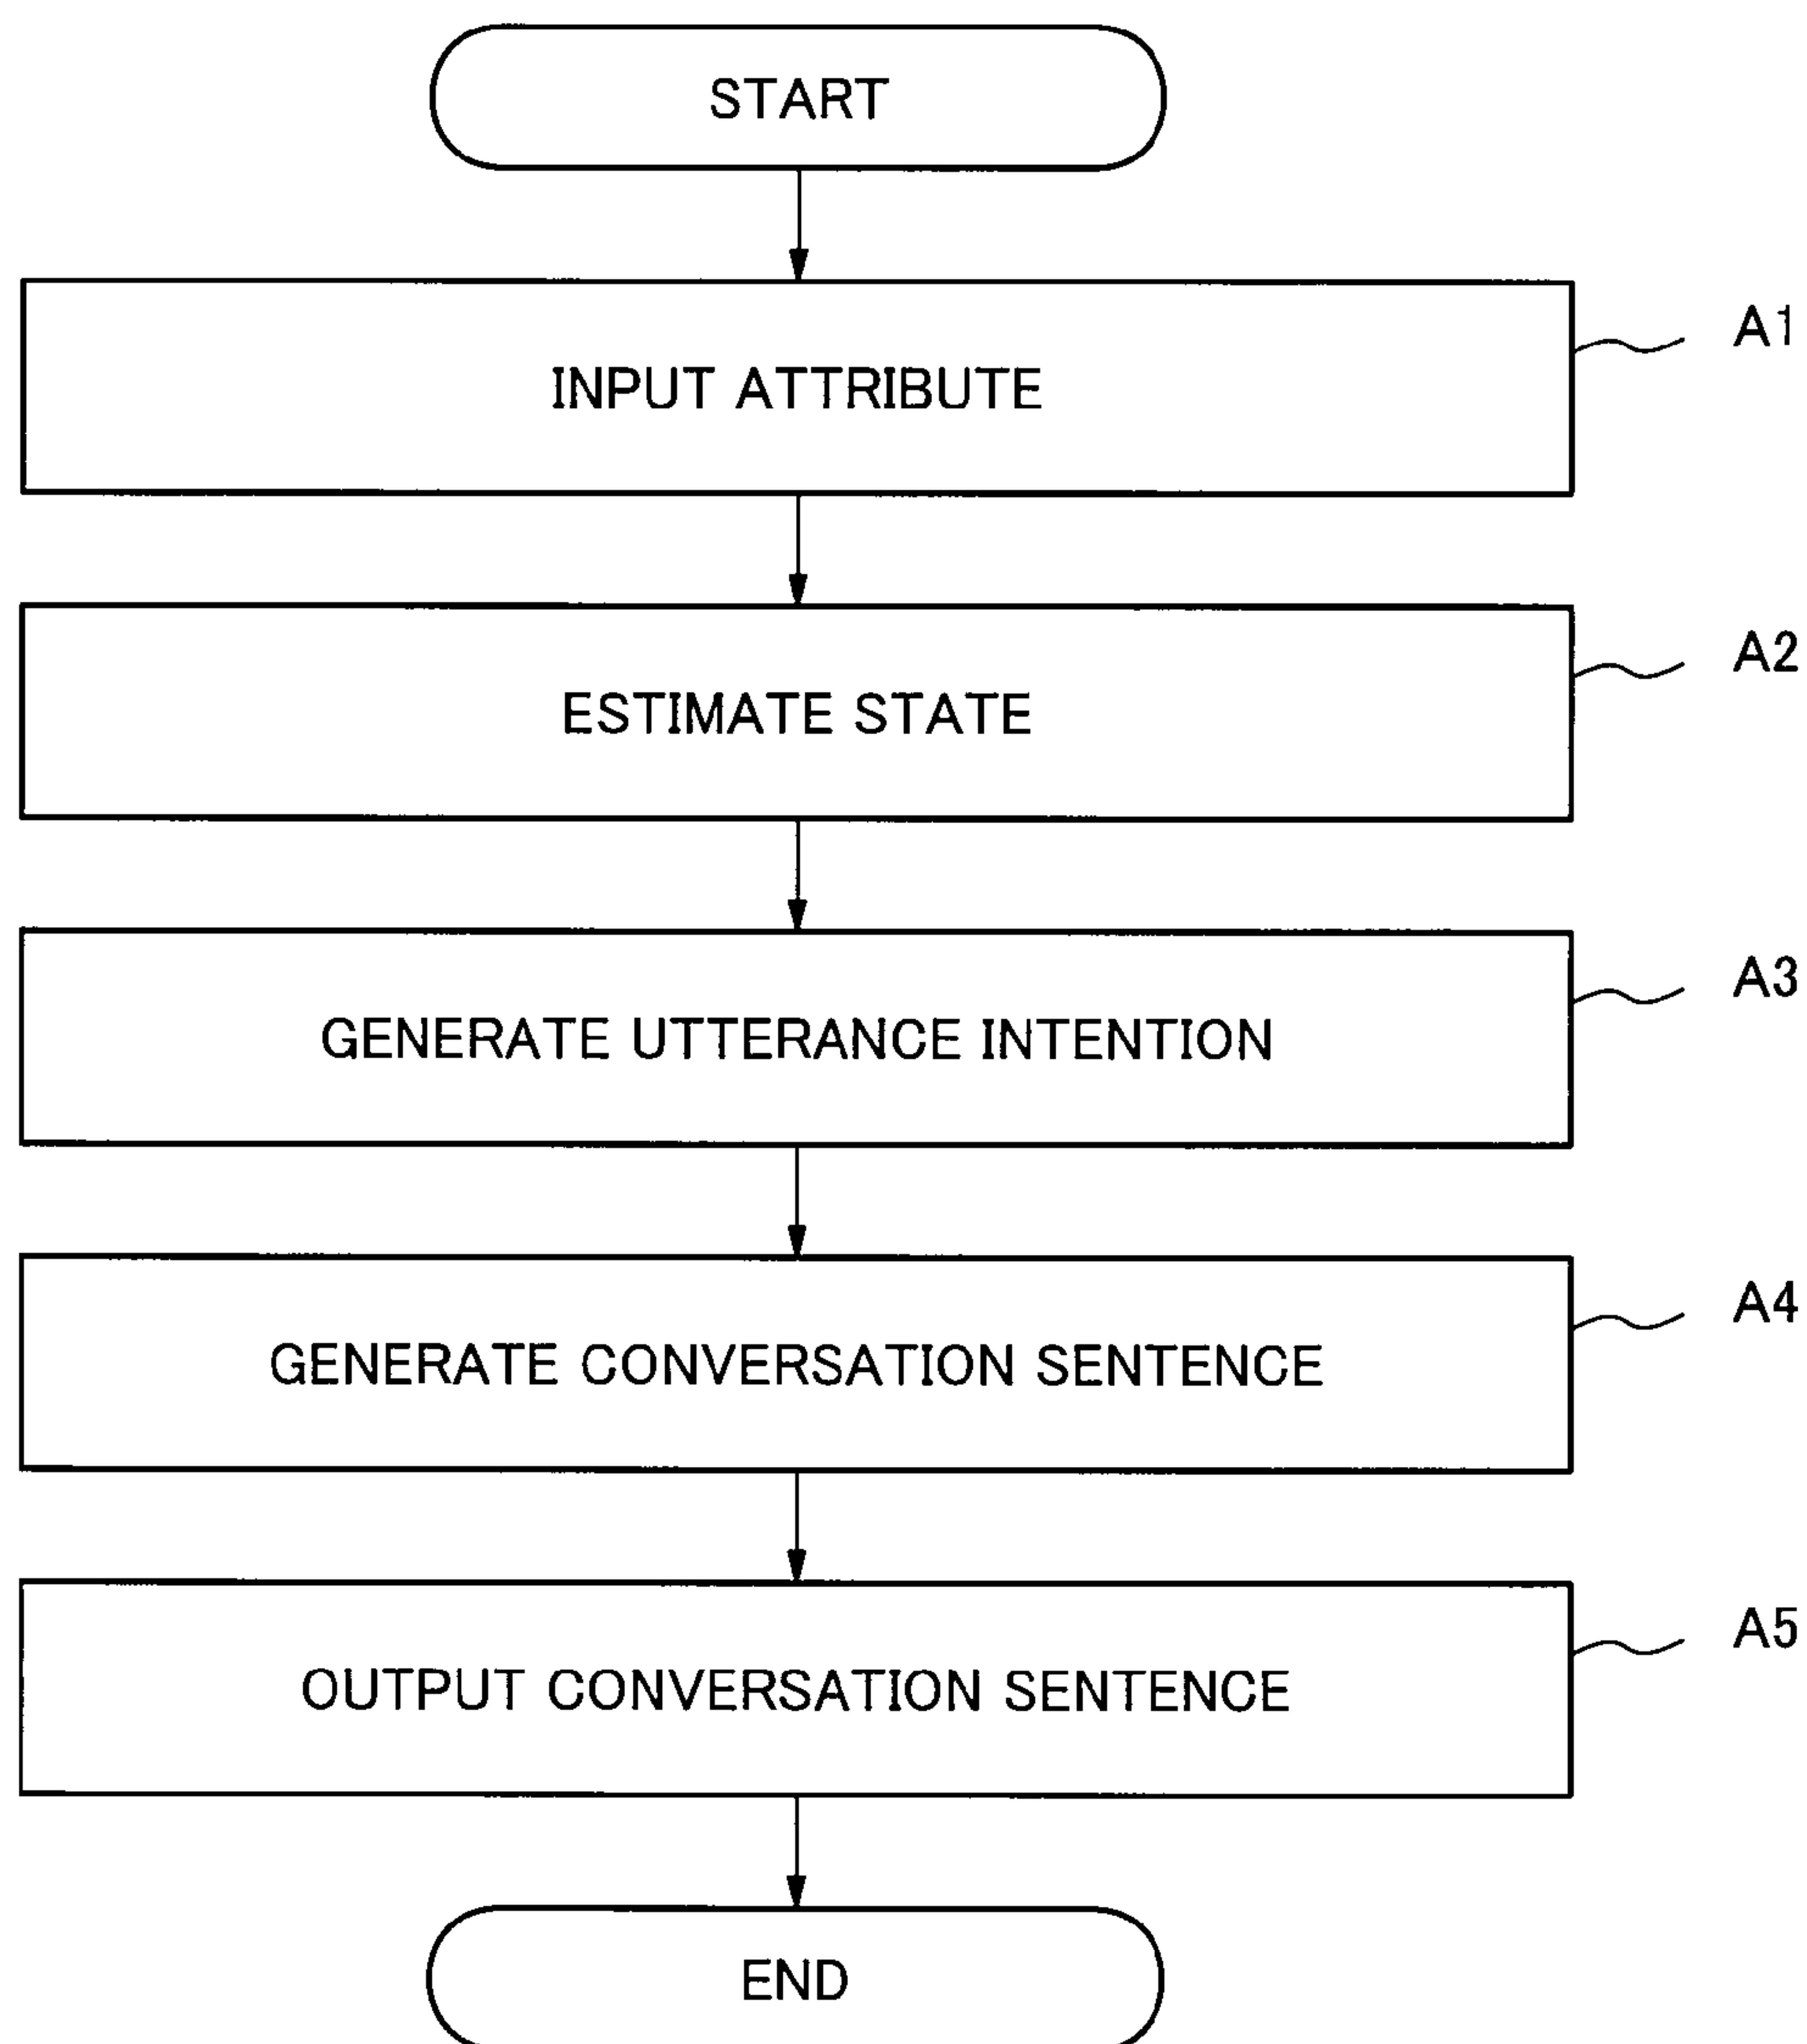 START
INPUT ATTRIBUTE
A1
ESTIMATE STATE
A2
GENERATE UTTERANCE INTENTION
A3
GENERATE CONVERSATION SENTENCE
A4
OUTPUT CONVERSATION SENTENCE
A5
END